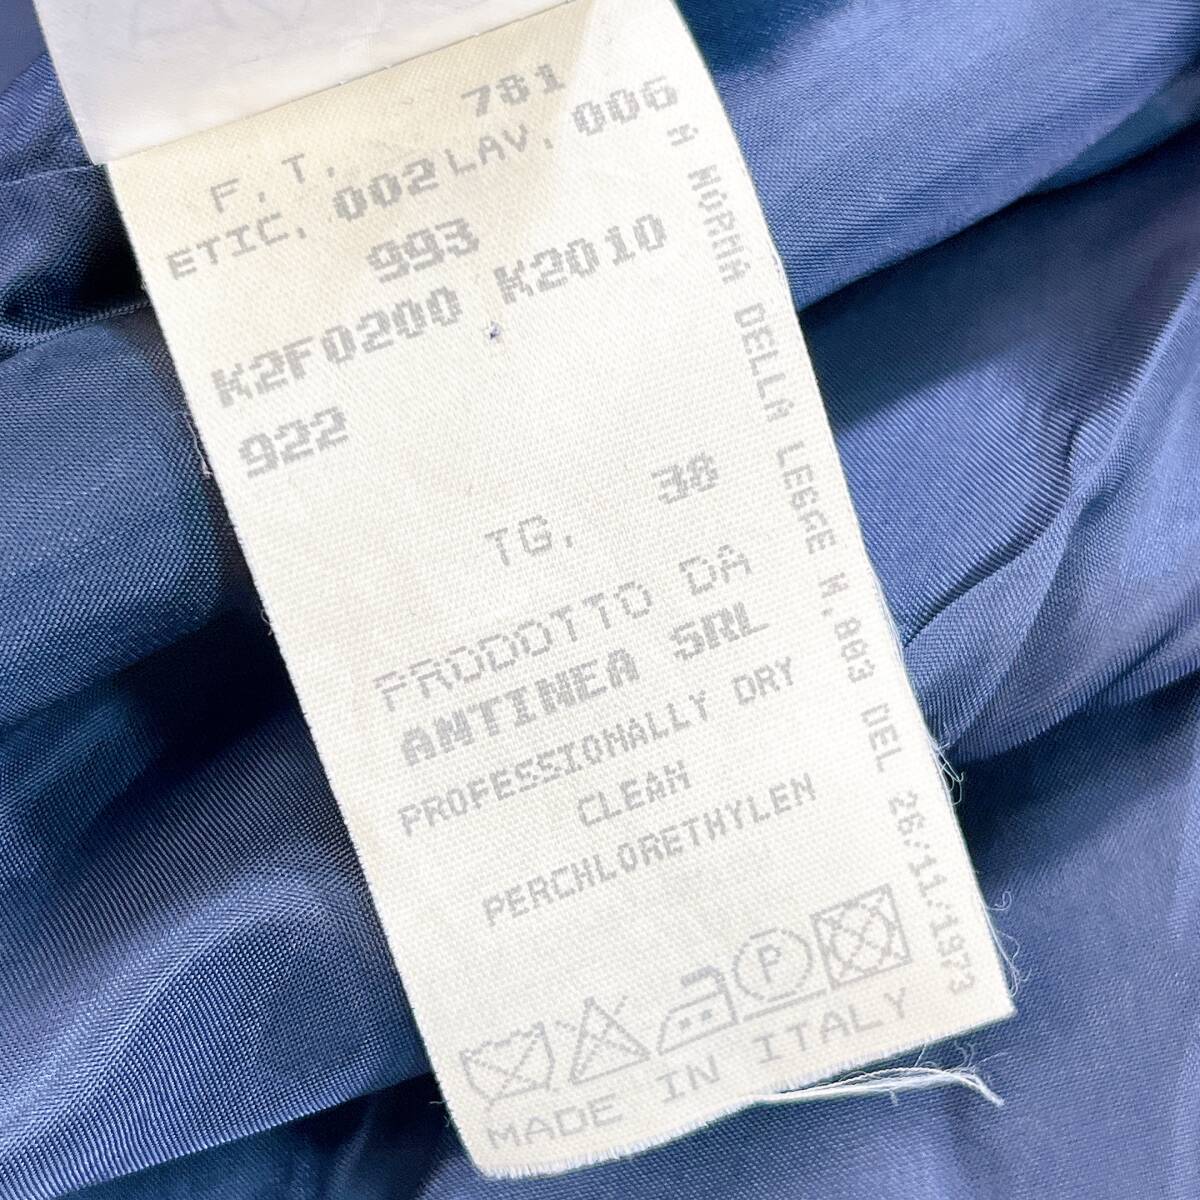 F.T. 781
ETIC. 002 LAV. 006
993
K2F0200 K2010
922
TG. 38
PRODOTTO DA
ANTINEA SRL
PROFESSIONALLY DRY
CLEAN
PERCHLORETHYLEN
P
MADE IN ITALY
NORMA DELLA LEGGE N.883 DEL 26/11/1973